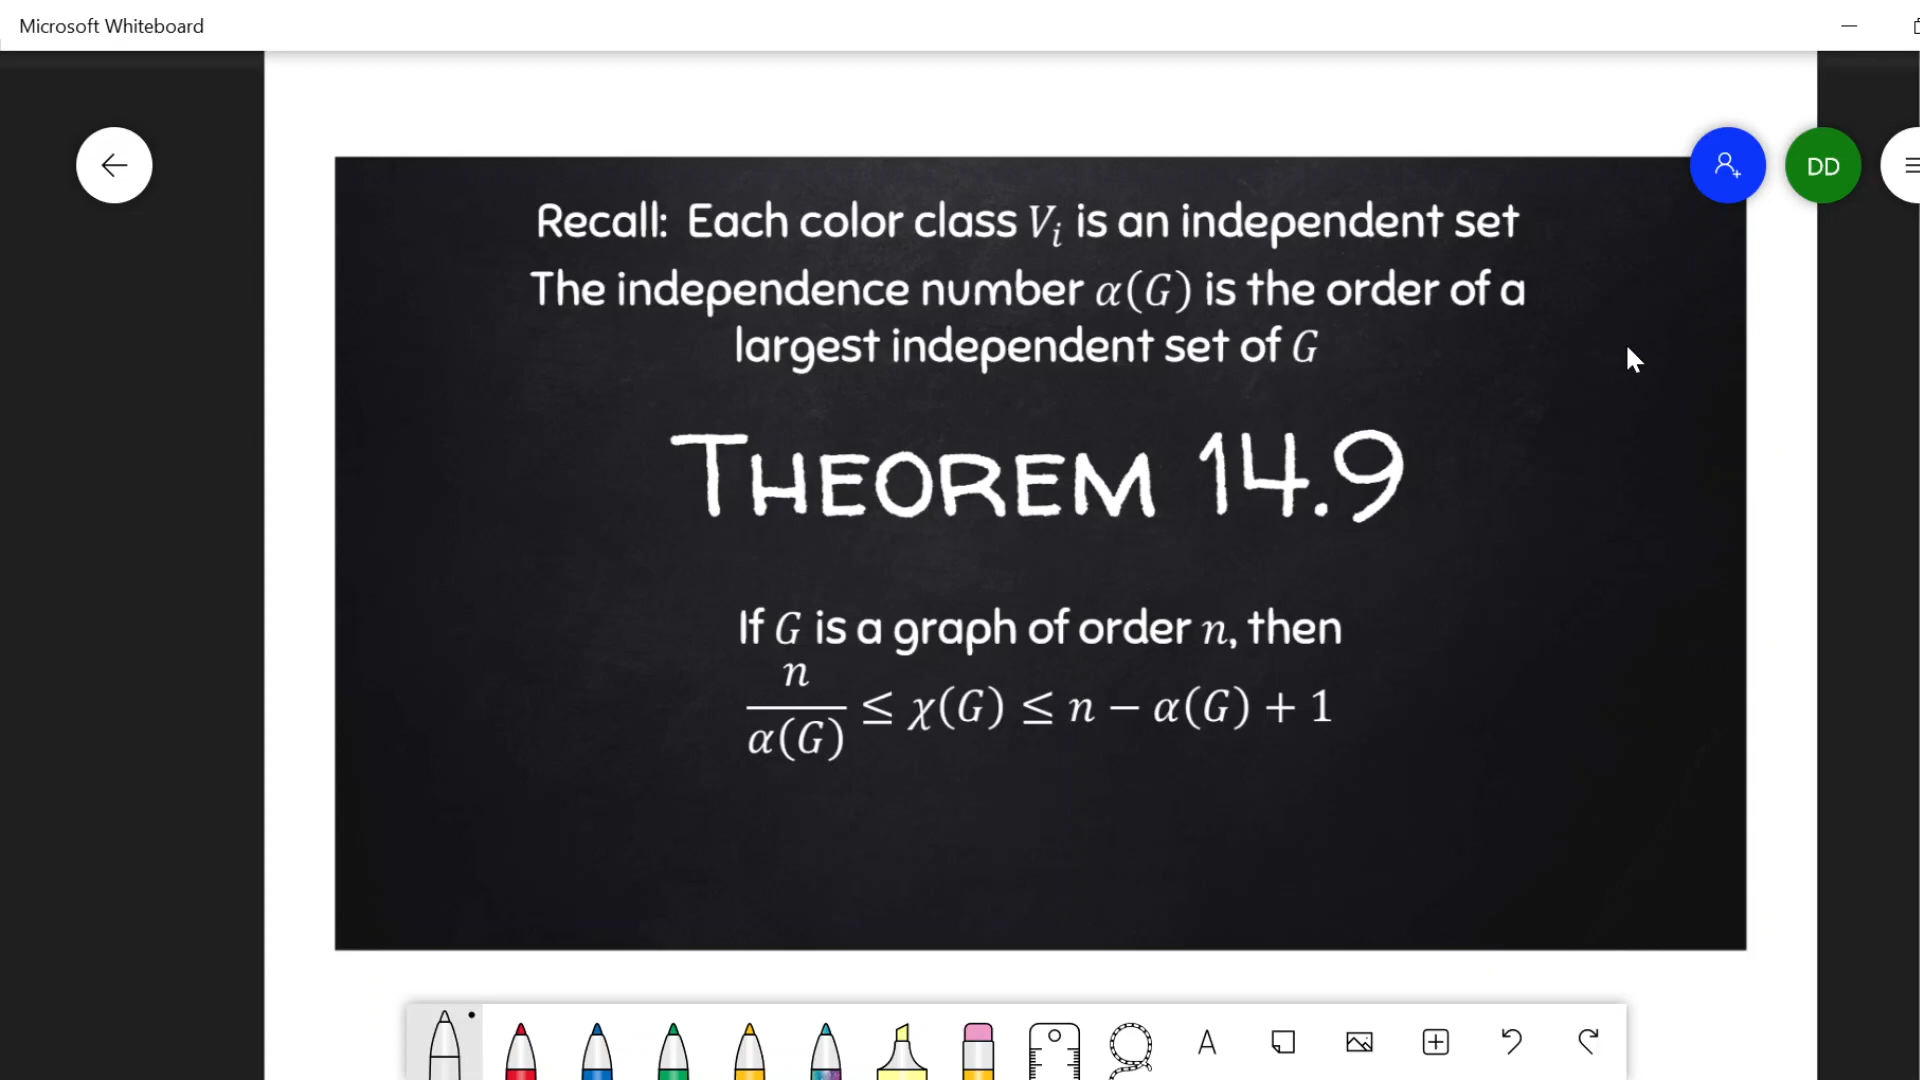 Microsoft Whiteboard
DD
Recall: Each color class 𝑉ᵢ is an independent set
The independence number 𝛼(𝐺) is the order of a
largest independent set of 𝐺
THEOREM 14.9
If 𝐺 is a graph of order 𝑛, then
𝑛/𝛼(𝐺) ≤ 𝜒(𝐺) ≤ 𝑛 − 𝛼(𝐺) + 1